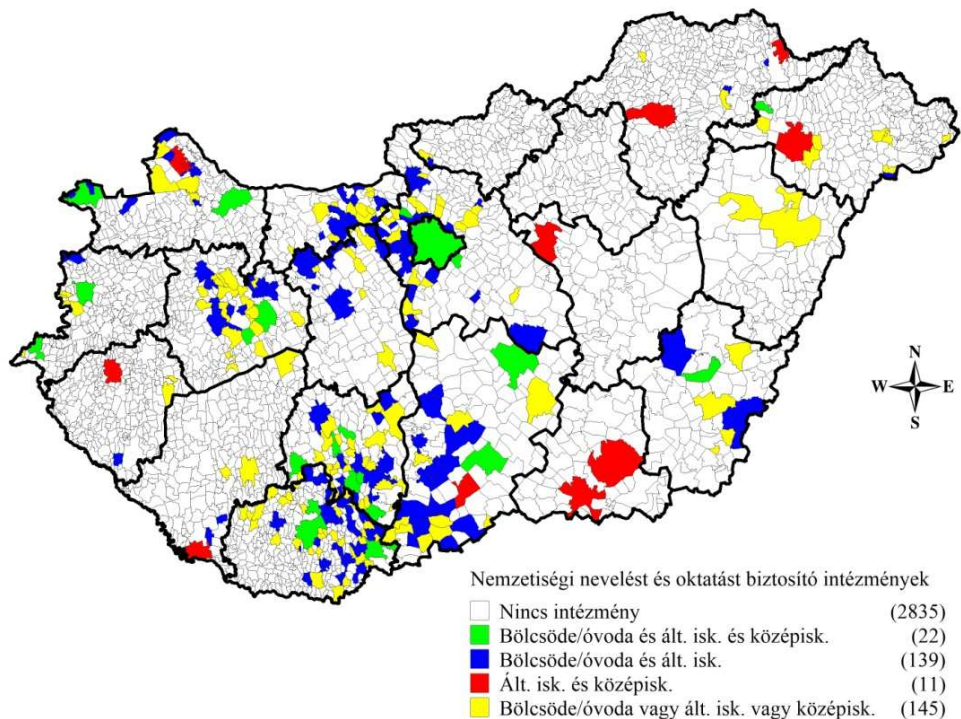 N
W E
S
Nemzetiségi nevelést és oktatást biztosító intézmények
Nincs intézmény (2835)
Bölcsöde/óvoda és ált. isk. és középisk. (22)
Bölcsöde/óvoda és ált. isk. (139)
Ált. isk. és középisk. (11)
Bölcsöde/óvoda vagy ált. isk. vagy középisk. (145)